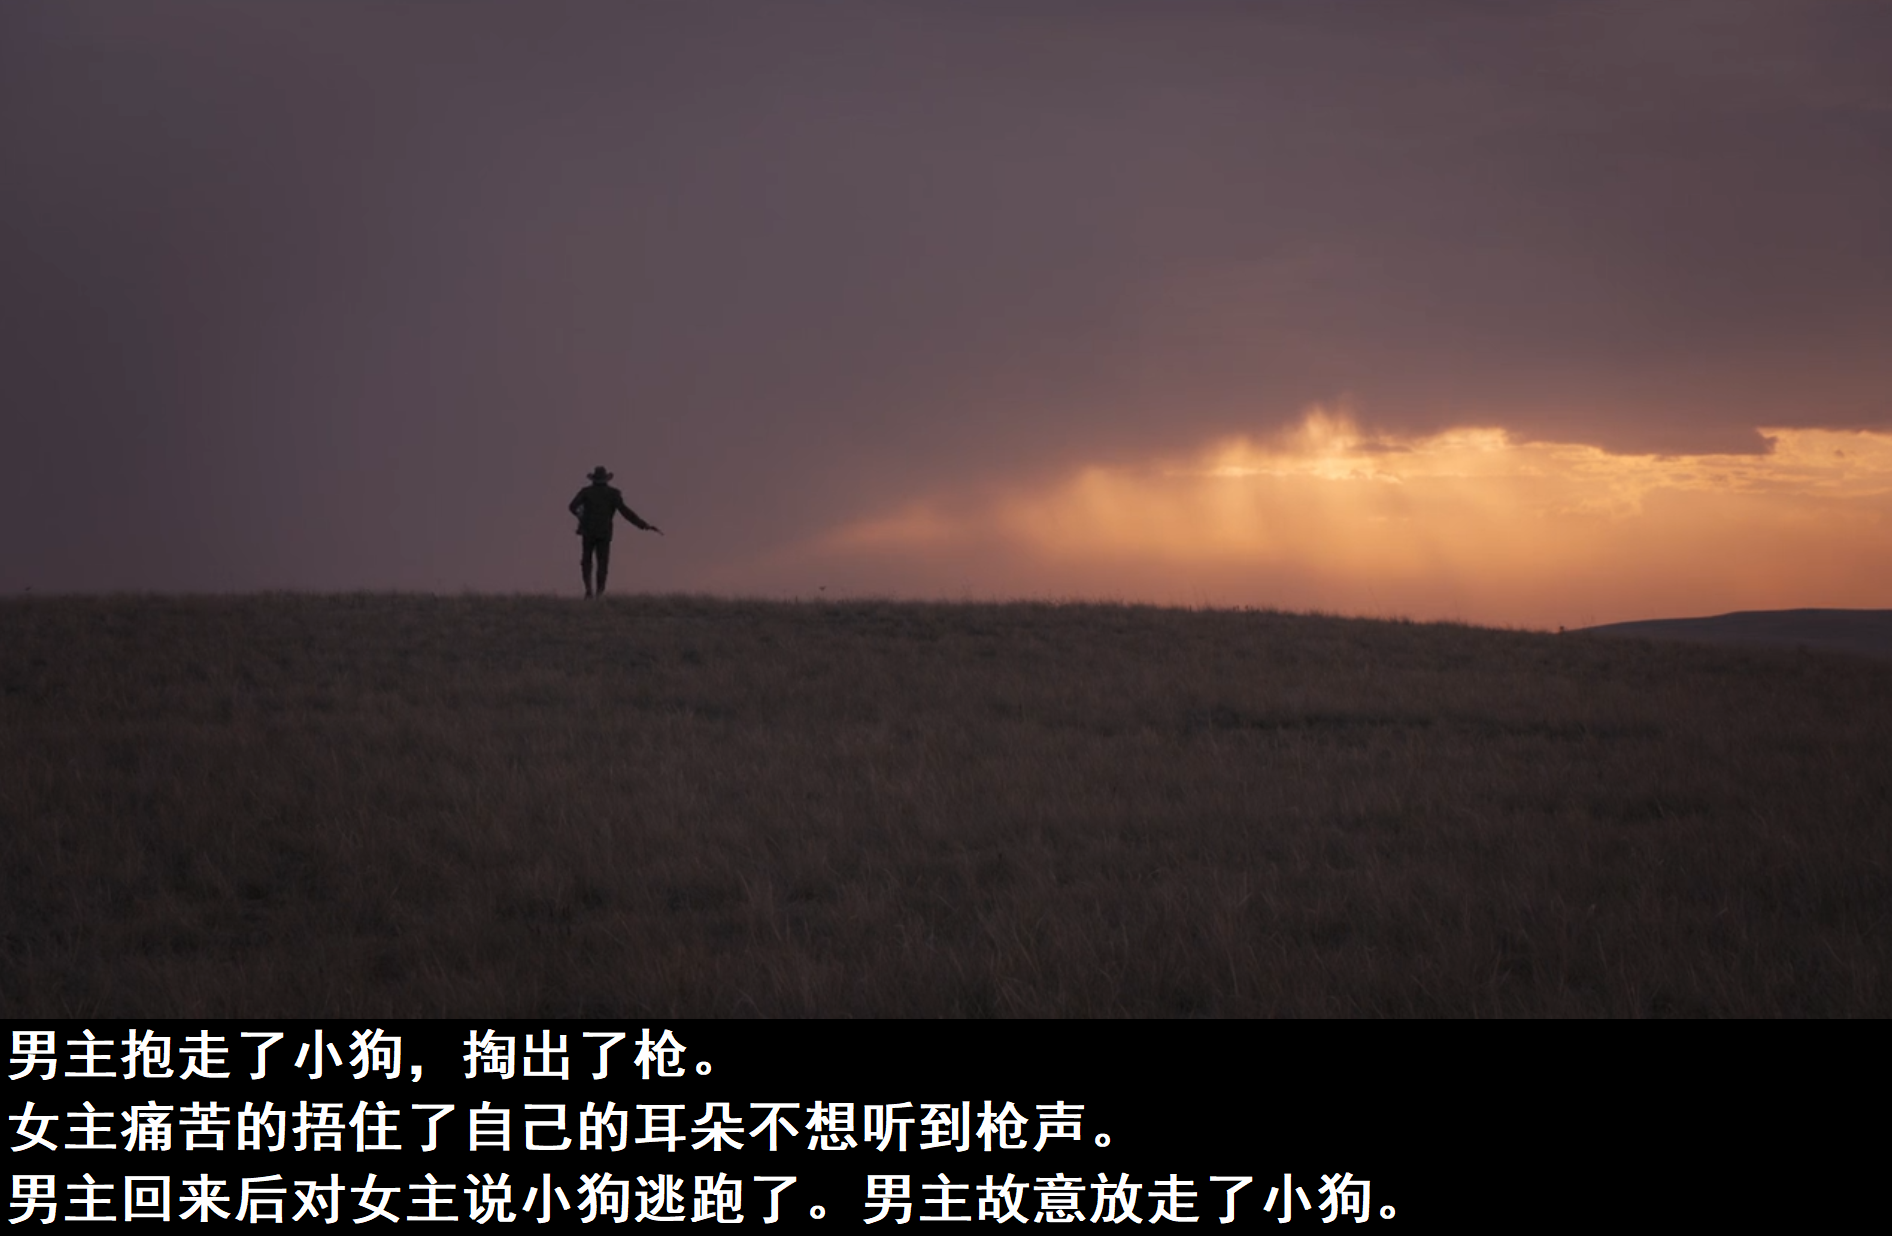 男主抱走了小狗，掏出了枪。
女主痛苦的捂住了自己的耳朵不想听到枪声。
男主回来后对女主说小狗逃跑了。男主故意放走了小狗。